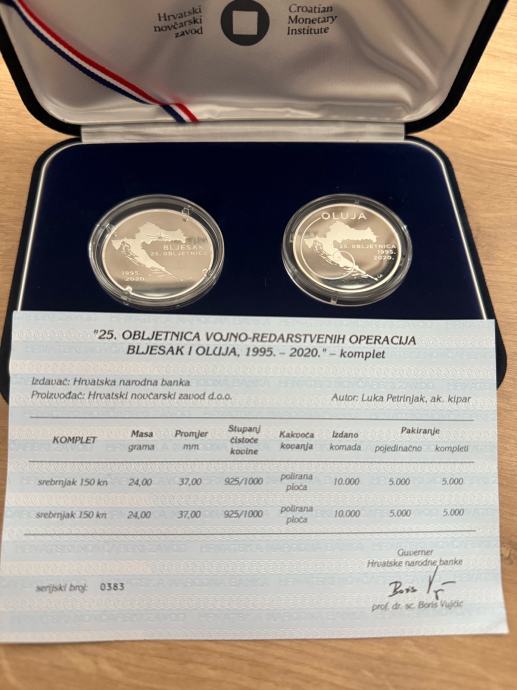 Hrvatski
novčarski
zavod
Croatian
Monetary
Institute
BLJESAK
25. OBLJETNICA
1995.
2020.
OLUJA
25. OBLJETNICA
1995.
2020.
"25. OBLJETNICA VOJNO-REDARSTVENIH OPERACIJA
BLJESAK I OLUJA, 1995. – 2020." – komplet
Izdavač: Hrvatska narodna banka
Proizvođač: Hrvatski novčarski zavod d.o.o. Autor: Luka Petrinjak, ak. kipar
KOMPLET Masa grama Promjer mm Stupanj čistoće kovine Kakvoća kovanja Izdano komada Pakiranje pojedinačno kompleti
srebrnjak 150 kn 24,00 37,00 925/1000 polirana ploča 10.000 5.000 5.000
srebrnjak 150 kn 24,00 37,00 925/1000 polirana ploča 10.000 5.000 5.000
Guverner
Hrvatske narodne banke
serijski broj: 0383
prof. dr. sc. Boris Vujčić